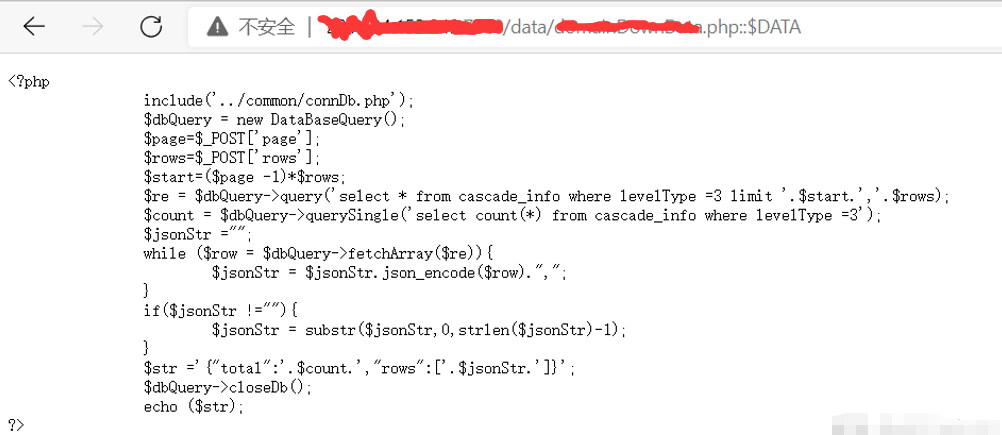 不安全 | /data/ .php::$DATA
<?php
include('../common/connDb.php');
$dbQuery = new DataBaseQuery();
$page=$_POST['page'];
$rows=$_POST['rows'];
$start=($page -1)*$rows;
$re = $dbQuery->query('select * from cascade_info where levelType =3 limit '.$start.','.$rows);
$count = $dbQuery->querySingle('select count(*) from cascade_info where levelType =3');
$jsonStr ="";
while ($row = $dbQuery->fetchArray($re)){
$jsonStr = $jsonStr.json_encode($row).",";
}
if($jsonStr !=""){
$jsonStr = substr($jsonStr,0,strlen($jsonStr)-1);
}
$str ='{"total":'.$count.',"rows":['.$jsonStr.']}';
$dbQuery->closeDb();
echo ($str);
?>